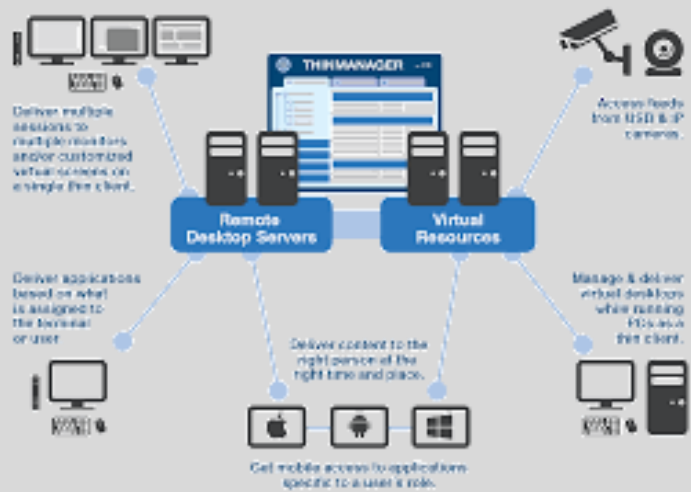 THINMANAGER
Deliver multiple
sessions to
multiple monitors
and/or customized
virtual screens on
a single thin client.
Access feeds
from USB & IP
cameras.
Remote
Desktop Servers
Virtual
Resources
Deliver applications
based on what
is assigned to
the terminal
or user
Manage & deliver
virtual desktops
while running
PCs as a
thin client.
Deliver content to the
right person at the
right time and place.
Get mobile access to applications
specific to a user's role.